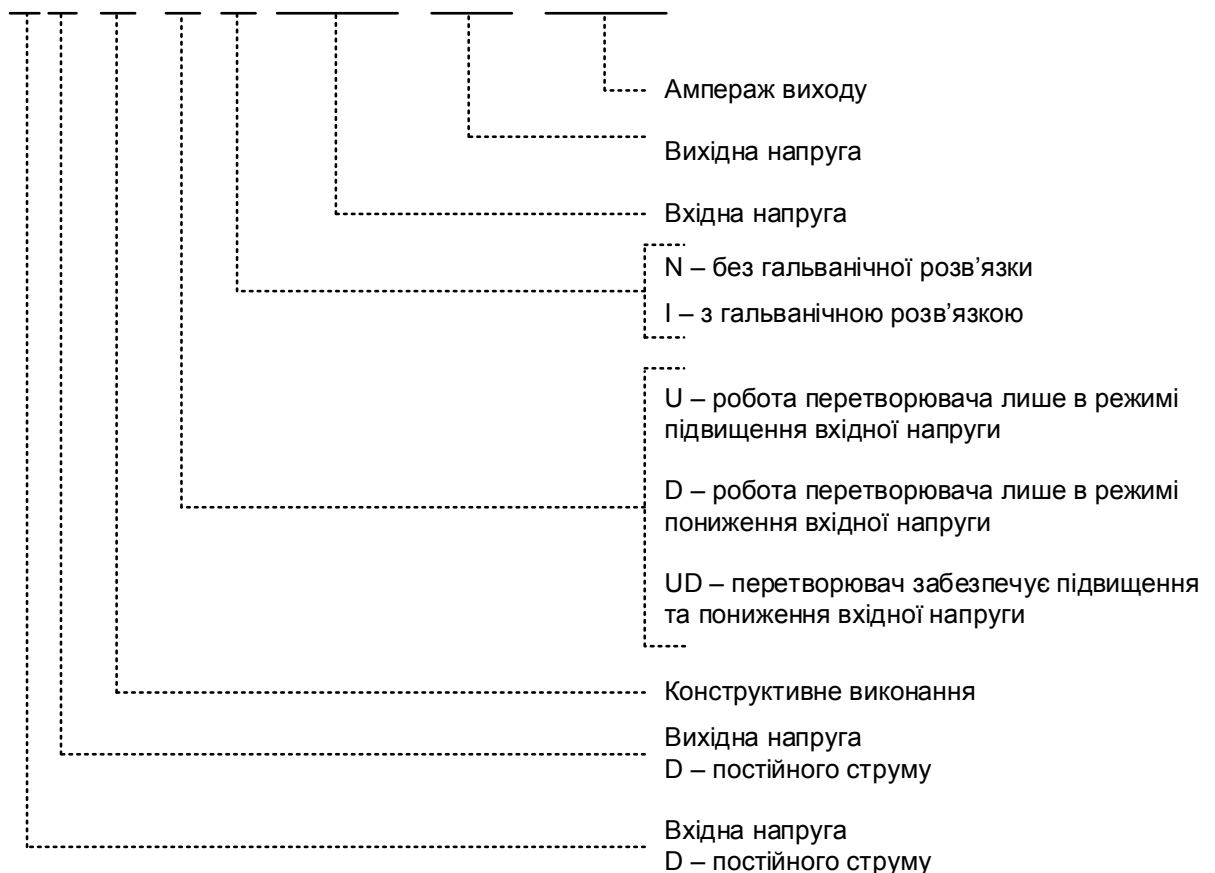 Ампераж виходу
Вихідна напруга
Вхідна напруга
N – без гальванічної розв’язки
I – з гальванічною розв’язкою
U – робота перетворювача лише в режимі
підвищення вхідної напруги
D – робота перетворювача лише в режимі
пониження вхідної напруги
UD – перетворювач забезпечує підвищення
та пониження вхідної напруги
Конструктивне виконання
Вихідна напруга
D – постійного струму
Вхідна напруга
D – постійного струму